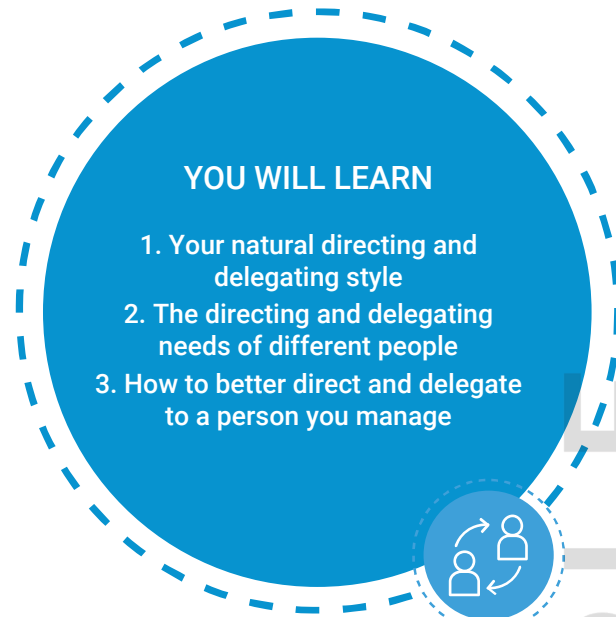 YOU WILL LEARN
1. Your natural directing and
delegating style
2. The directing and delegating
needs of different people
3. How to better direct and delegate
to a person you manage